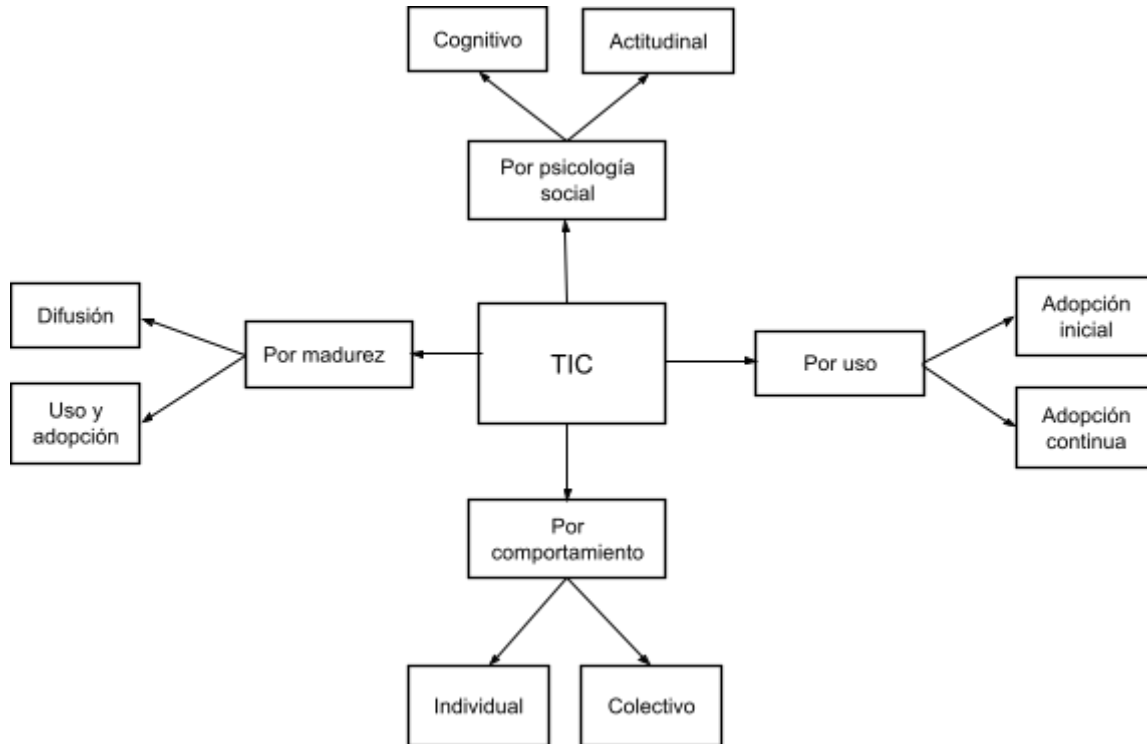 Cognitivo
Actitudinal
Por psicología
social
Difusión
Por madurez
Uso y
adopción
TIC
Por uso
Adopción
inicial
Adopción
continua
Por
comportamiento
Individual
Colectivo